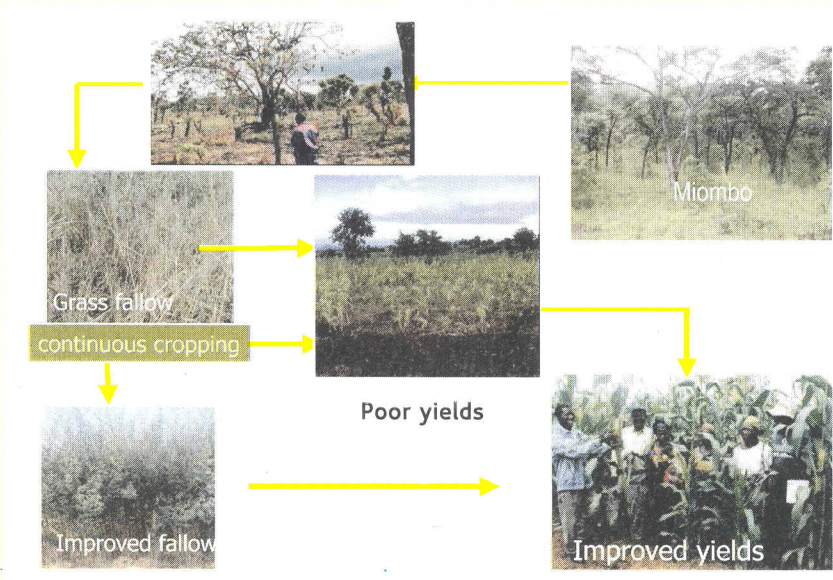 Miombo
Grass fallow
continuous cropping
Poor yields
Improved fallow
Improved yields